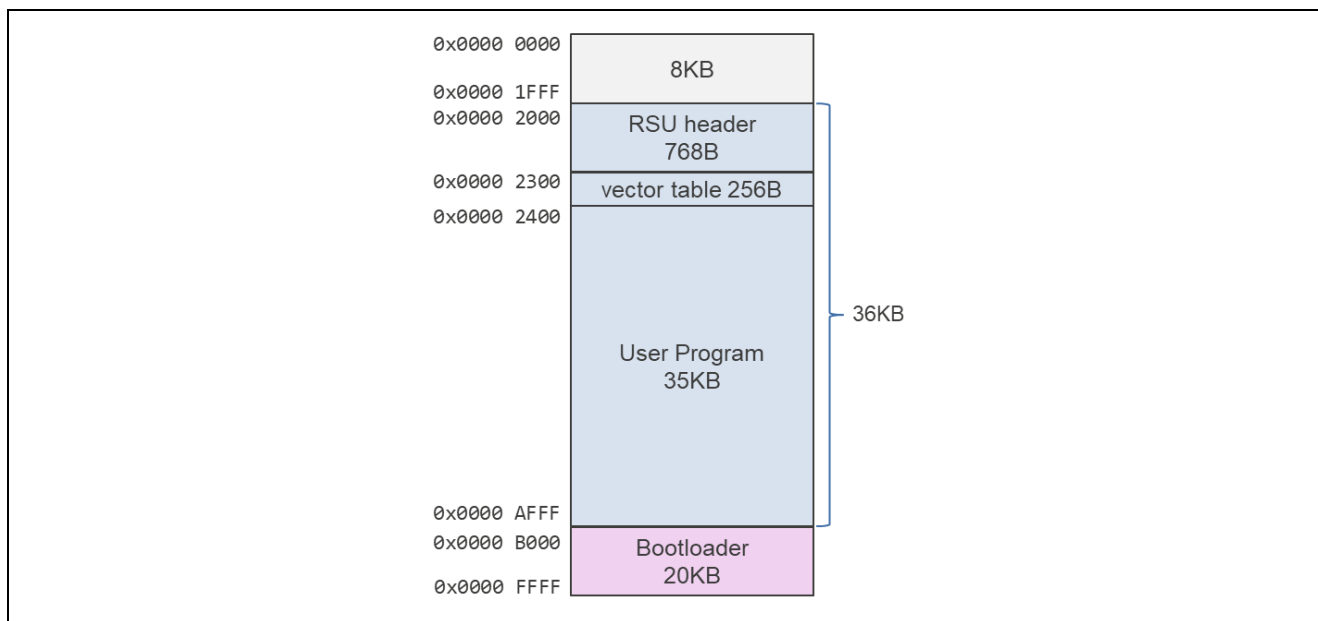 0x0000 0000
8KB
0x0000 1FFF
0x0000 2000
RSU header
768B
0x0000 2300
vector table 256B
0x0000 2400
36KB
User Program
35KB
0x0000 AFFF
0x0000 B000
Bootloader
20KB
0x0000 FFFF